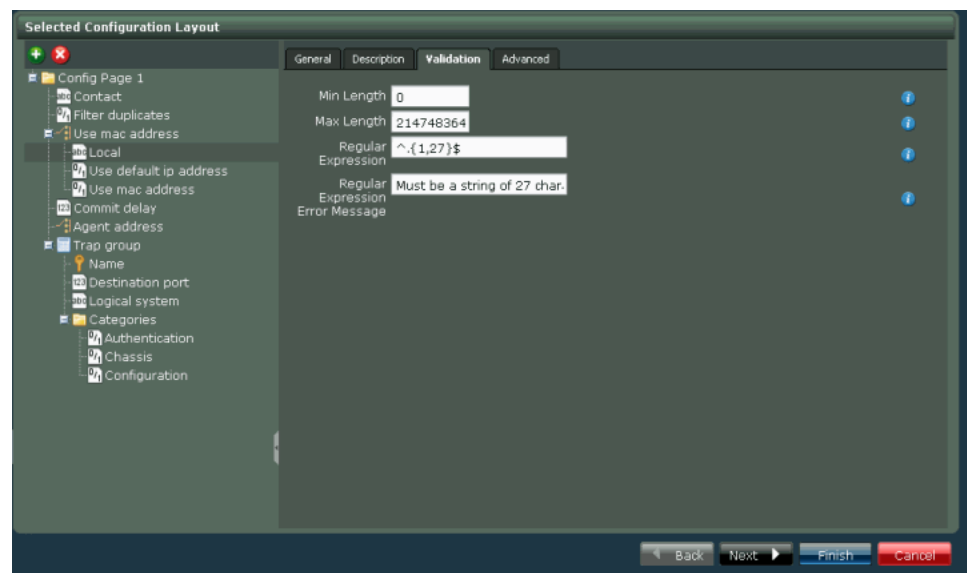 Selected Configuration Layout
General Description Validation Advanced
Config Page 1
Contact
Filter duplicates
Use mac address
Local
Use default ip address
Use mac address
Commit delay
Agent address
Trap group
Name
Destination port
Logical system
Categories
Authentication
Chassis
Configuration
Min Length 0
Max Length 214748364
Regular
Expression
^.{1,27}$
Regular
Expression
Error Message
Must be a string of 27 char
Back Next Finish Cancel